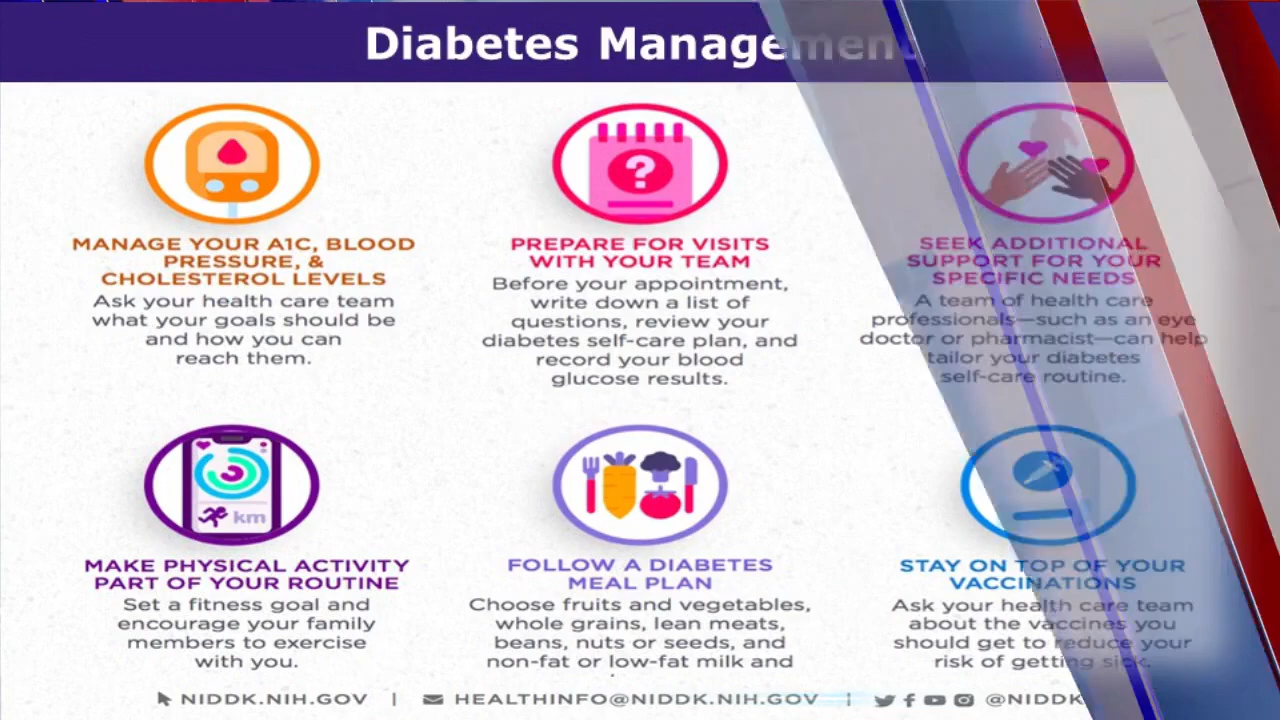 Diabetes Management
MANAGE YOUR A1C, BLOOD
PRESSURE, &
CHOLESTEROL LEVELS
Ask your health care team
what your goals should be
and how you can
reach them.
?
PREPARE FOR VISITS
WITH YOUR TEAM
Before your appointment,
write down a list of
questions, review your
diabetes self-care plan, and
record your blood
glucose results.
SEEK ADDITIONAL
SUPPORT FOR YOUR
SPECIFIC NEEDS
A team of health care
professionals—such as an eye
doctor or pharmacist—can help
tailor your diabetes
self-care routine.
km
MAKE PHYSICAL ACTIVITY
PART OF YOUR ROUTINE
Set a fitness goal and
encourage your family
members to exercise
with you.
FOLLOW A DIABETES
MEAL PLAN
Choose fruits and vegetables,
whole grains, lean meats,
beans, nuts or seeds, and
non-fat or low-fat milk and
STAY ON TOP OF YOUR
VACCINATIONS
Ask your health care team
about the vaccines you
should get to reduce your
risk of getting sick.
NIDDK.NIH.GOV | HEALTHINFO@NIDDK.NIH.GOV | @NIDDK